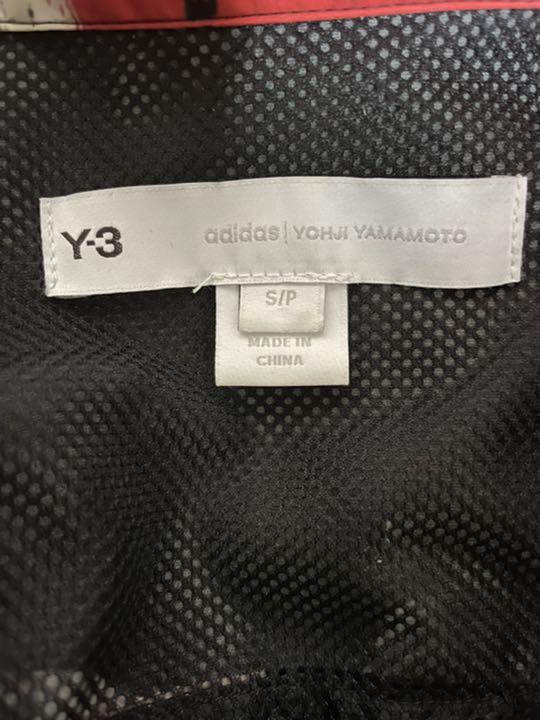 Y-3 adidas | YOHJI YAMAMOTO
S/P
MADE IN
CHINA